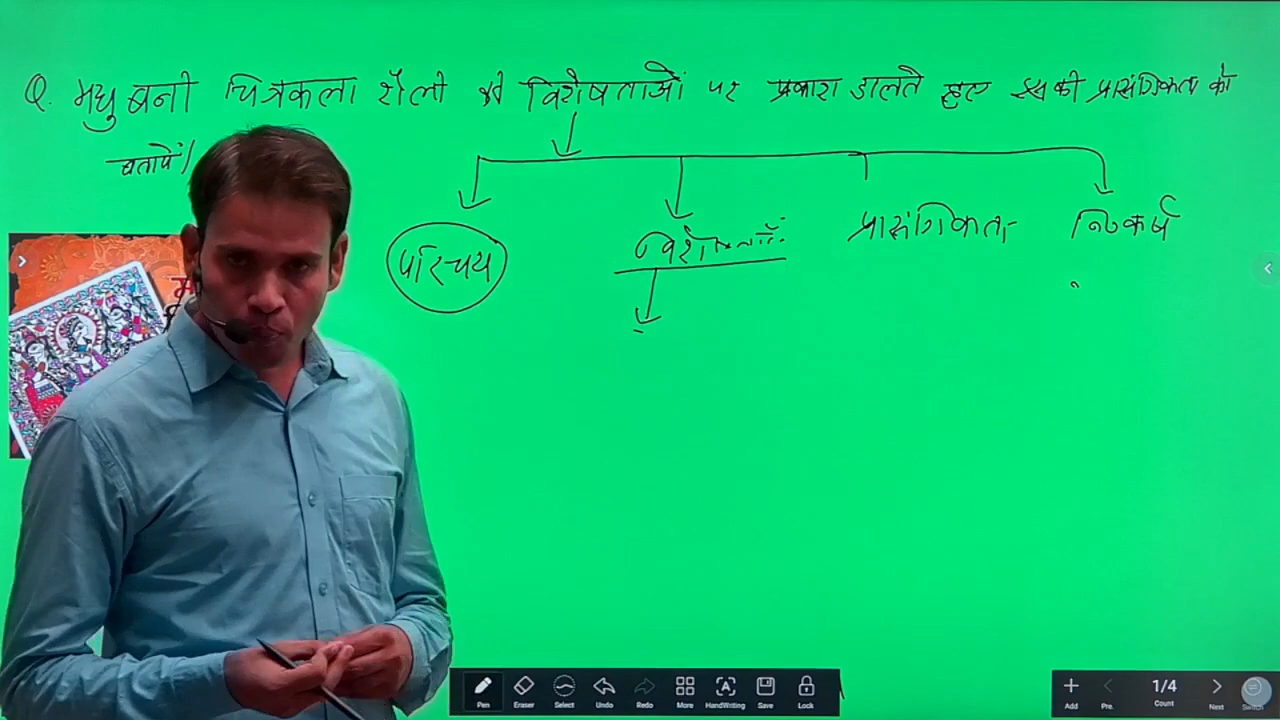 Q. मधुबनी चित्रकला शैली की विशेषताओं पर प्रकाश डालते हुए इसकी प्रासंगिकता को
बतायें।
परिचय
विशेषताएँ:
प्रासंगिकता
निष्कर्ष
Pen
Eraser
Select
Undo
Redo
More
HandWriting
Save
Lock
Add
Pre.
1/4
Count
Next
Switch